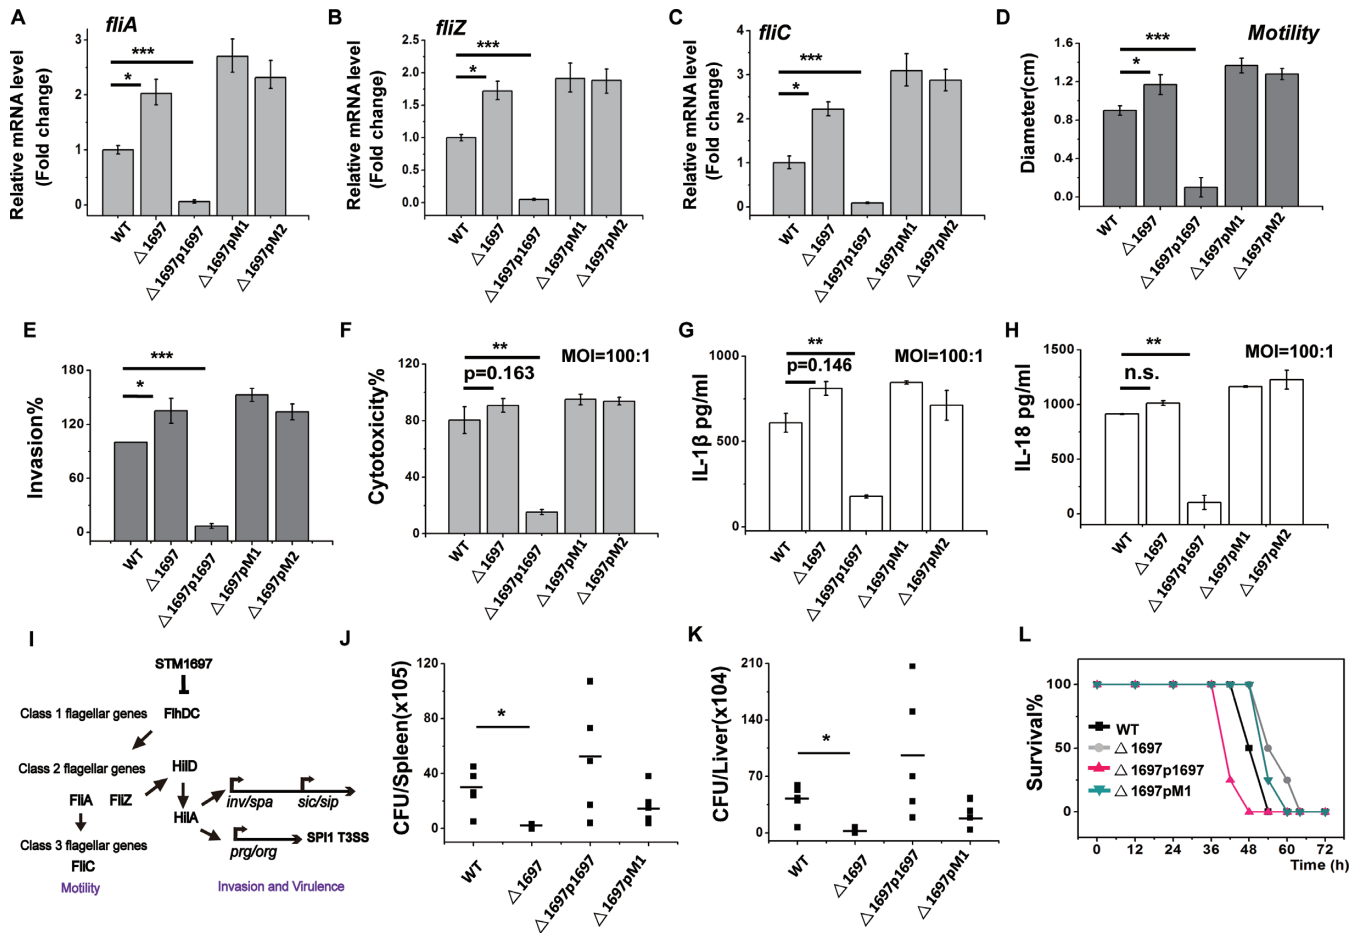 A
fliA
Relative mRNA level
(Fold change)
3
2
1
0
***
*
WT
△1697
△1697p1697
△1697pM1
△1697pM2
B
fliZ
Relative mRNA level
(Fold change)
2.5
2.0
1.5
1.0
0.5
0.0
***
*
WT
△1697
△1697p1697
△1697pM1
△1697pM2
C
fliC
Relative mRNA level
(Fold change)
4
3
2
1
0
***
*
WT
△1697
△1697p1697
△1697pM1
△1697pM2
D
Motility
Diameter(cm)
1.6
1.2
0.8
0.4
0.0
***
*
WT
△1697
△1697p1697
△1697pM1
△1697pM2
E
Invasion%
180
120
60
0
***
*
WT
△1697
△1697p1697
△1697pM1
△1697pM2
F
MOI=100:1
Cytotoxicity%
120
80
40
0
**
p=0.163
WT
△1697
△1697p1697
△1697pM1
△1697pM2
G
MOI=100:1
IL-1β pg/ml
1000
500
0
**
p=0.146
WT
△1697
△1697p1697
△1697pM1
△1697pM2
H
MOI=100:1
IL-18 pg/ml
1500
1000
500
0
**
n.s.
WT
△1697
△1697p1697
△1697pM1
△1697pM2
I
STM1697
Class 1 flagellar genes
FlhDC
Class 2 flagellar genes
HilD
FliA
FliZ
HilA
inv/spa
sic/sip
Class 3 flagellar genes
prg/org
SPI1 T3SS
FliC
Motility
Invasion and Virulence
J
CFU/Spleen(x105)
120
80
40
0
*
WT
△1697
△1697p1697
△1697pM1
K
CFU/Liver(x104)
210
140
70
0
*
WT
△1697
△1697p1697
△1697pM1
L
Survival%
100
50
0
WT
△1697
△1697p1697
△1697pM1
0 12 24 36 48 60 72
Time (h)